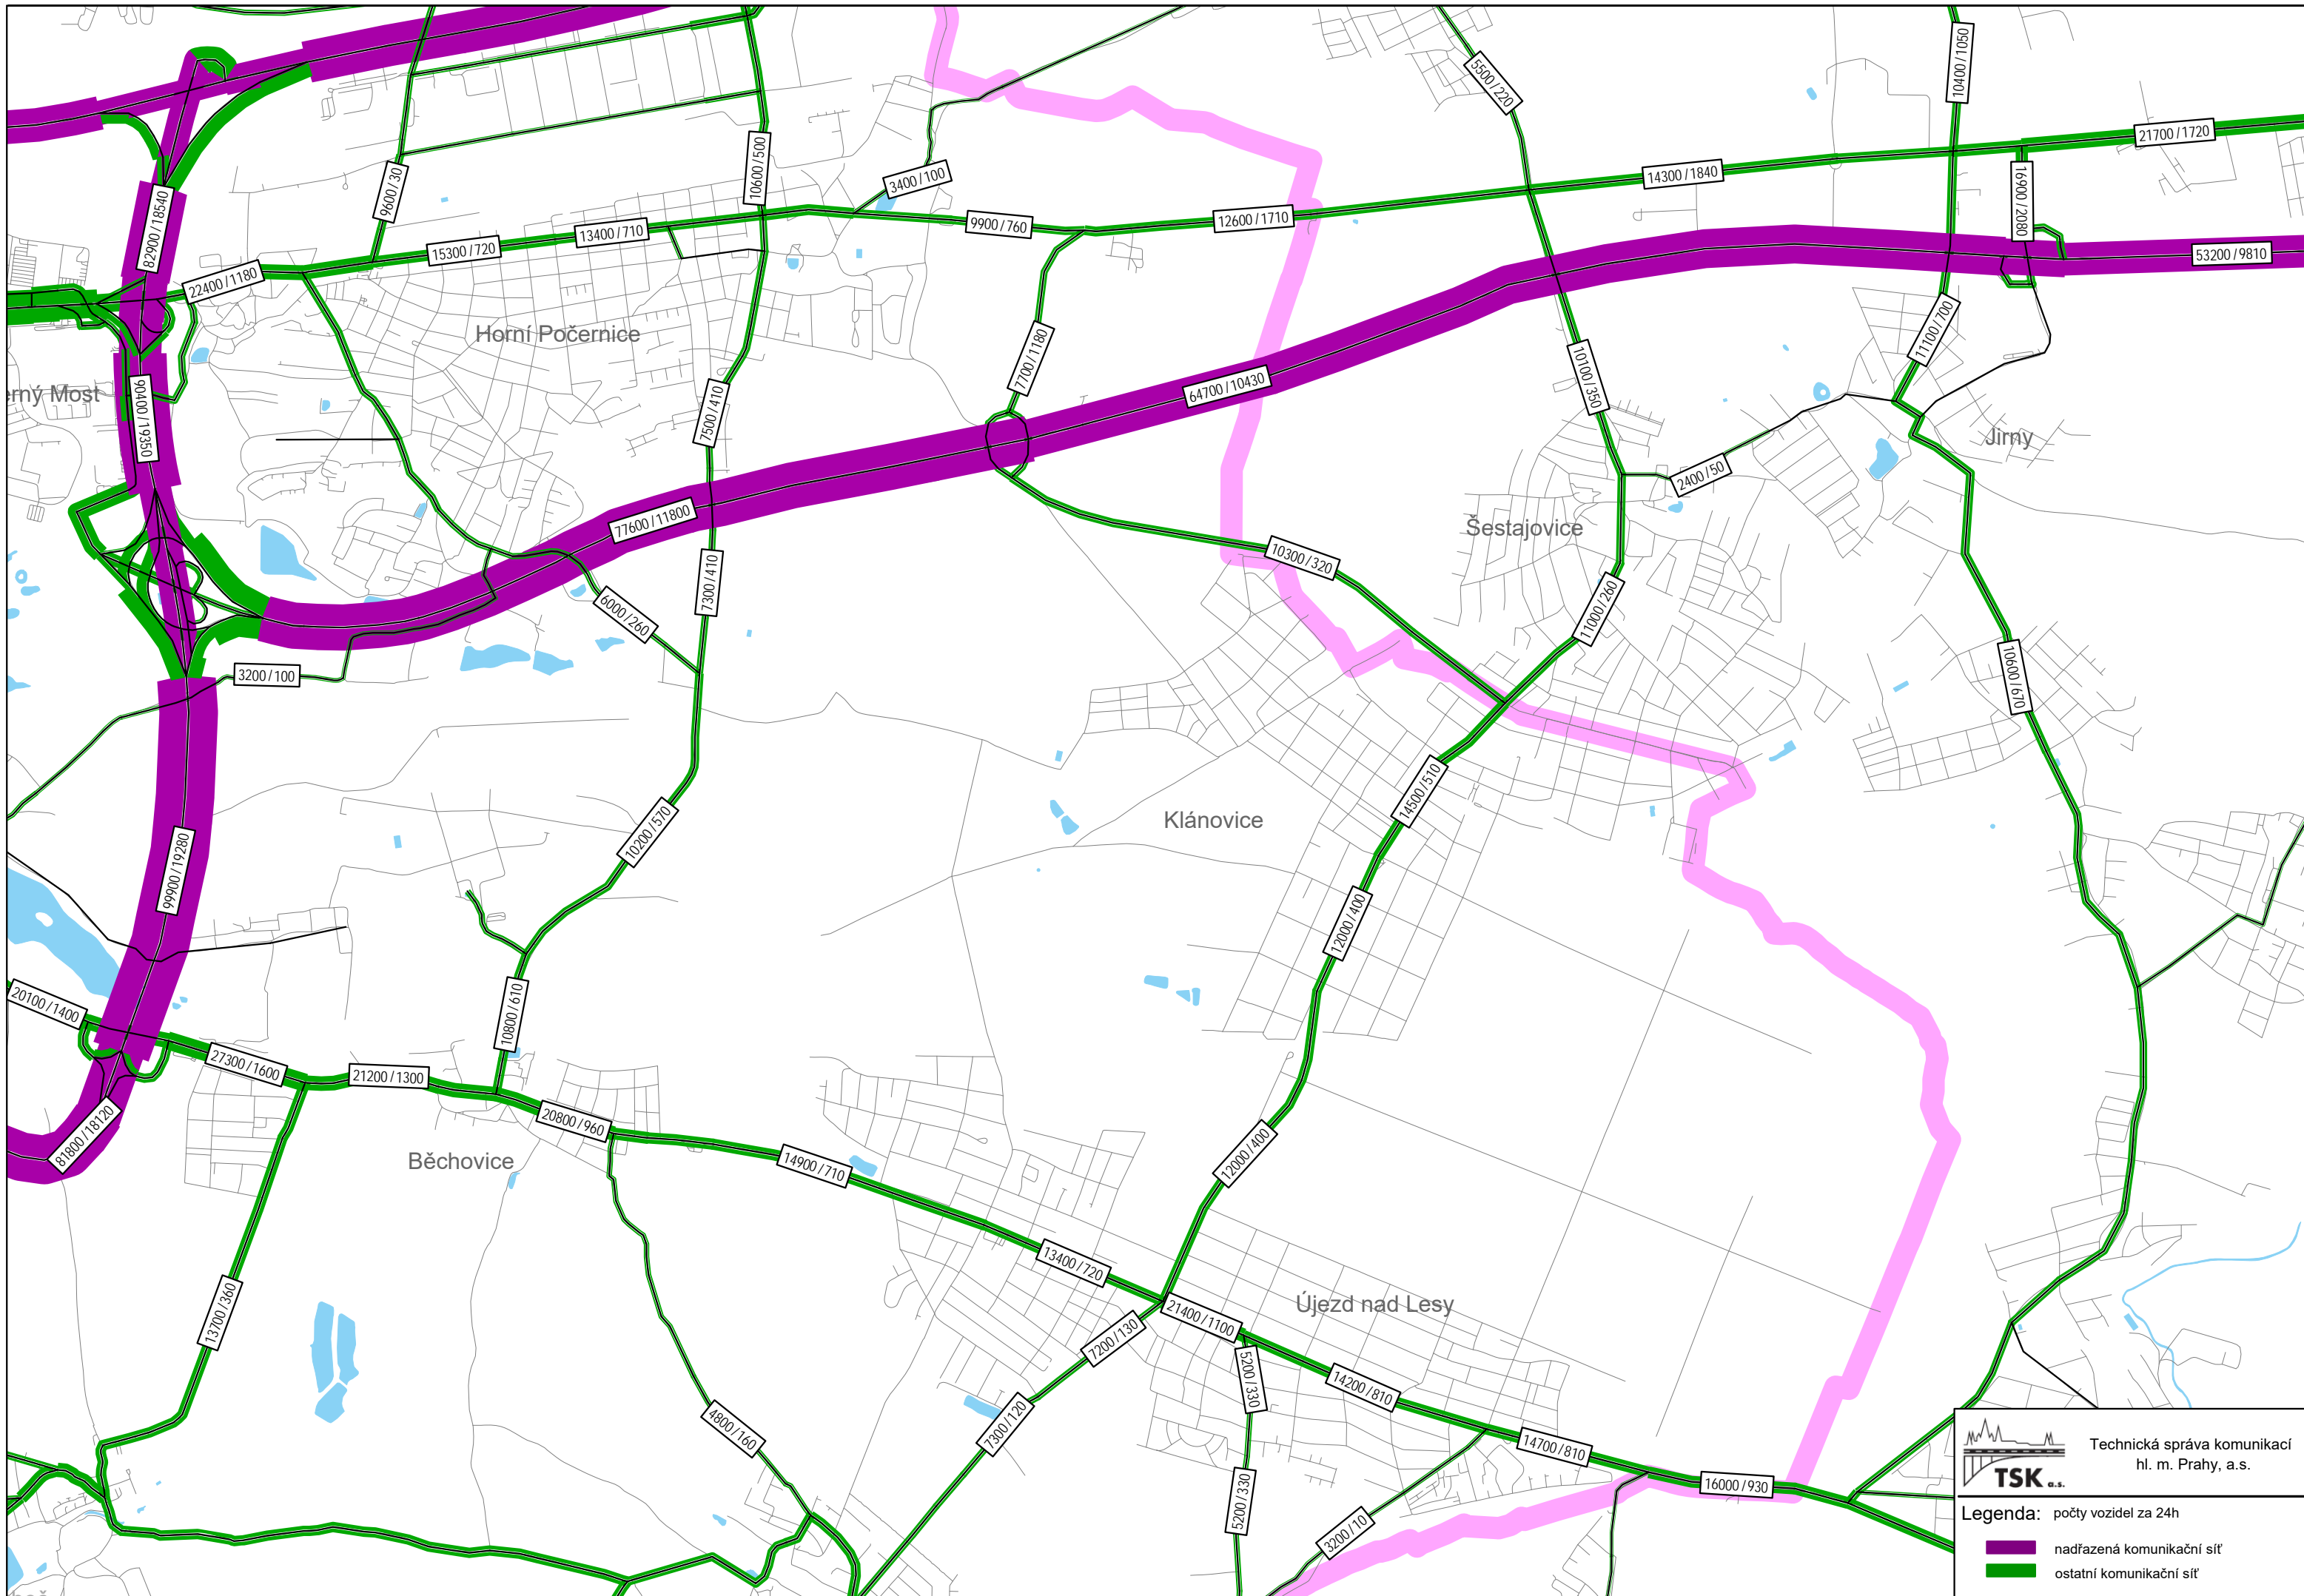 10400 / 1050
5500 / 220
21700 / 1720
10600 / 500
14300 / 1840
3400 / 100
9600 / 30
16900 / 2080
12600 / 1710
9900 / 760
82900 / 18540
13400 / 710
15300 / 720
53200 / 9810
22400 / 1180
Horní Počernice
11100 / 700
7700 / 1180
10100 / 350
64700 / 10430
erný Most
90400 / 19350
7500 / 410
Jirny
2400 / 50
77600 / 11800
Šestajovice
10300 / 320
7300 / 410
6000 / 260
11000 / 260
3200 / 100
10600 / 670
14500 / 510
Klánovice
10200 / 570
99900 / 19280
12000 / 400
20100 / 1400
10800 / 610
27300 / 1600
21200 / 1300
20800 / 960
81800 / 18120
Běchovice
14900 / 710
12000 / 400
13400 / 720
Újezd nad Lesy
13700 / 360
21400 / 1100
7200 / 130
5200 / 330
14200 / 810
4800 / 160
7300 / 120
14700 / 810
16000 / 930
5200 / 330
3200 / 10
Technická správa komunikací
hl. m. Prahy, a.s.
TSK a.s.
Legenda: počty vozidel za 24h
nadřazená komunikační síť
ostatní komunikační síť